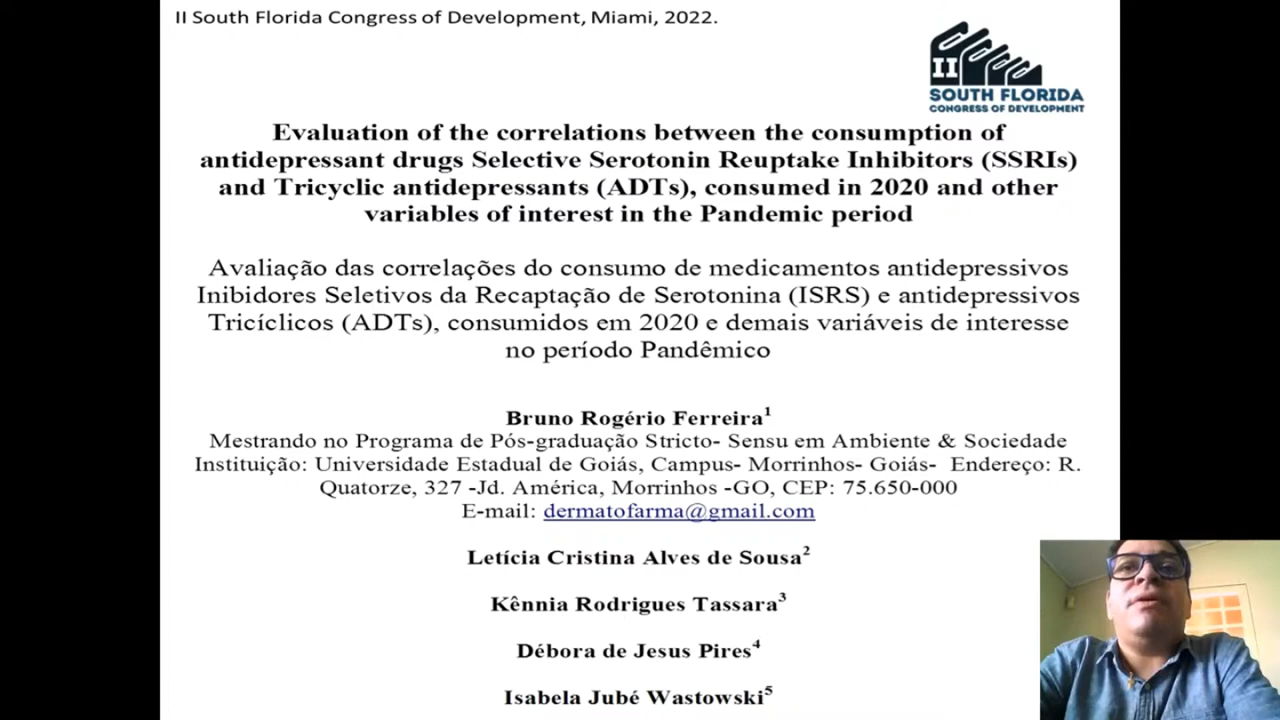 II South Florida Congress of Development, Miami, 2022.
II
SOUTH FLORIDA
CONGRESS OF DEVELOPMENT
Evaluation of the correlations between the consumption of
antidepressant drugs Selective Serotonin Reuptake Inhibitors (SSRIs)
and Tricyclic antidepressants (ADTs), consumed in 2020 and other
variables of interest in the Pandemic period
Avaliação das correlações do consumo de medicamentos antidepressivos
Inibidores Seletivos da Recaptação de Serotonina (ISRS) e antidepressivos
Tricíclicos (ADTs), consumidos em 2020 e demais variáveis de interesse
no período Pandêmico
Bruno Rogério Ferreira¹
Mestrando no Programa de Pós-graduação Stricto- Sensu em Ambiente & Sociedade
Instituição: Universidade Estadual de Goiás, Campus- Morrinhos- Goiás- Endereço: R.
Quatorze, 327 -Jd. América, Morrinhos -GO, CEP: 75.650-000
E-mail: dermatofarma@gmail.com
Letícia Cristina Alves de Sousa²
Kênnia Rodrigues Tassara³
Débora de Jesus Pires⁴
Isabela Jubé Wastowski⁵